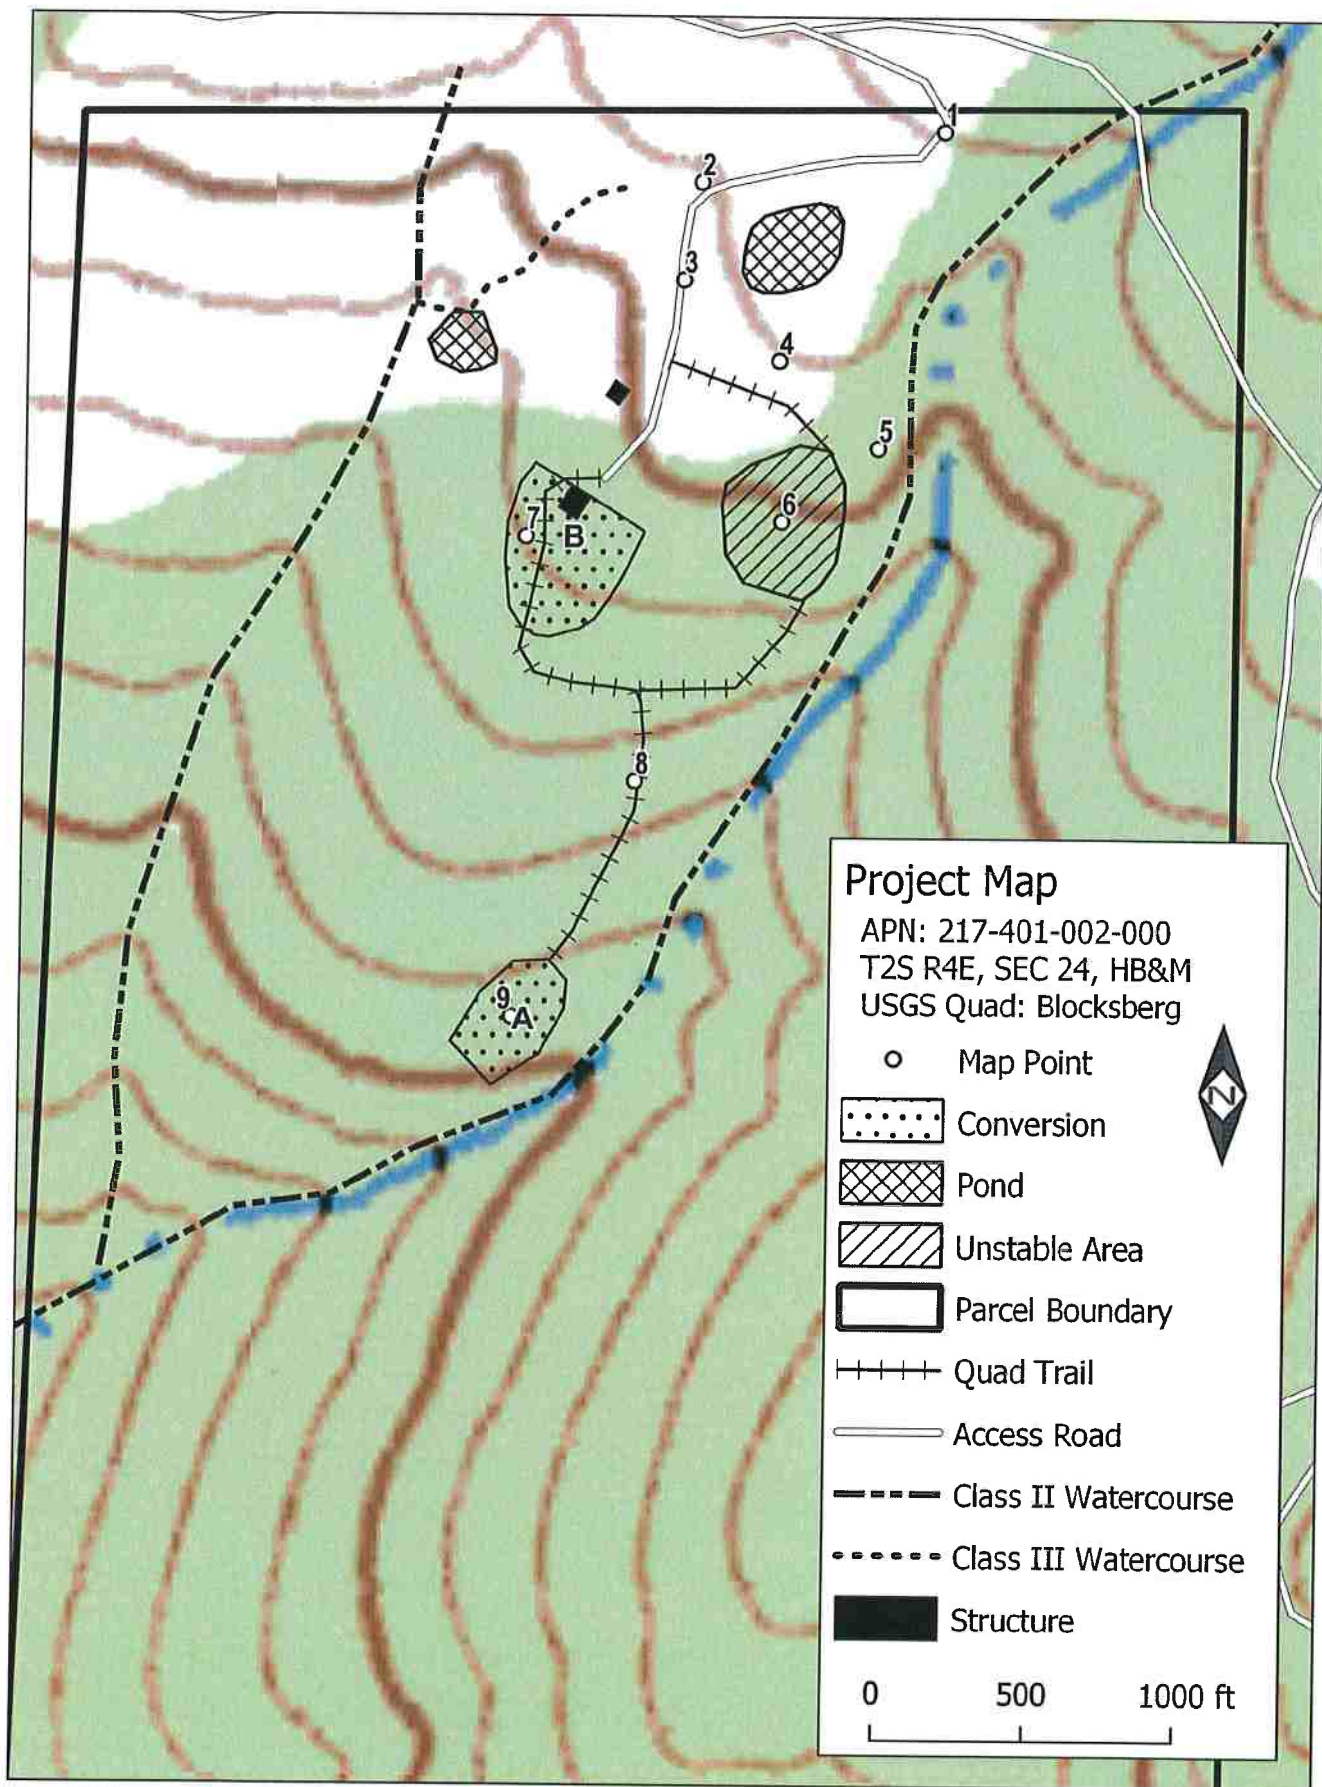 1
2
3
4
5
6
7
B
8
9
A
Project Map
APN: 217-401-002-000
T2S R4E, SEC 24, HB&M
USGS Quad: Blocksberg
Map Point
N
Conversion
Pond
Unstable Area
Parcel Boundary
Quad Trail
Access Road
Class II Watercourse
Class III Watercourse
Structure
0 500 1000 ft